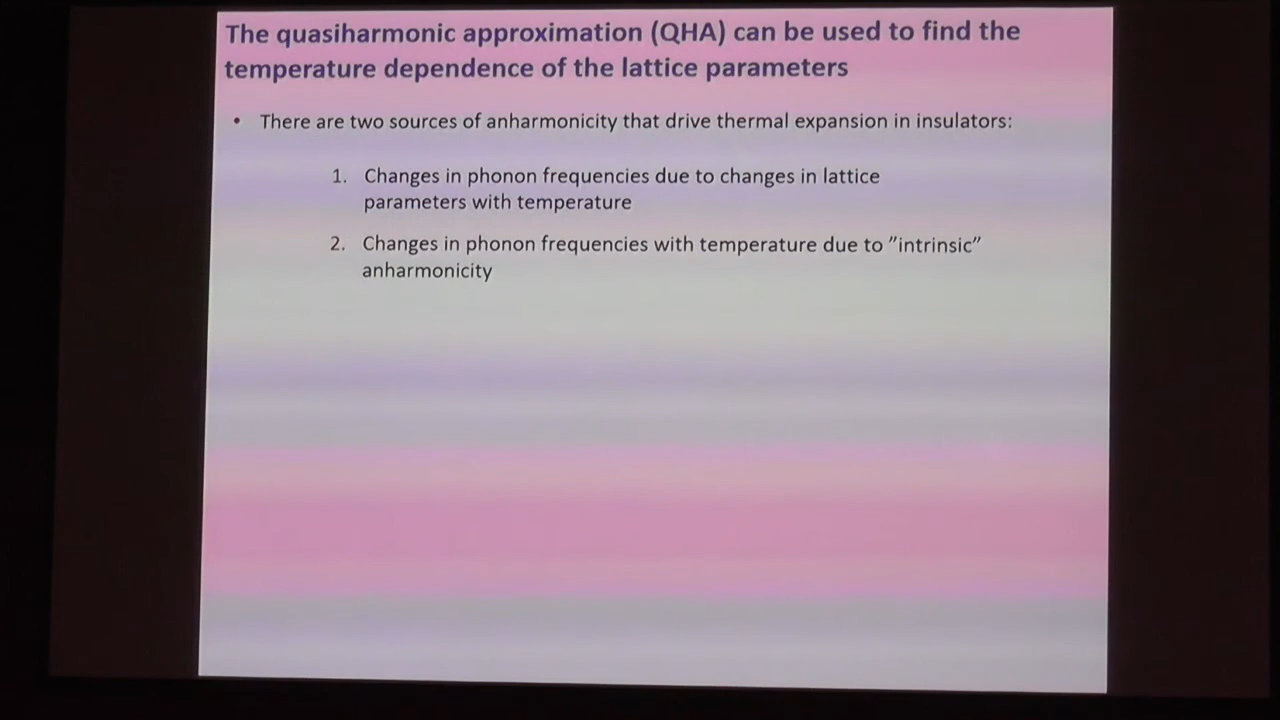 The quasiharmonic approximation (QHA) can be used to find the
temperature dependence of the lattice parameters
• There are two sources of anharmonicity that drive thermal expansion in insulators:
1. Changes in phonon frequencies due to changes in lattice
parameters with temperature
2. Changes in phonon frequencies with temperature due to ”intrinsic”
anharmonicity